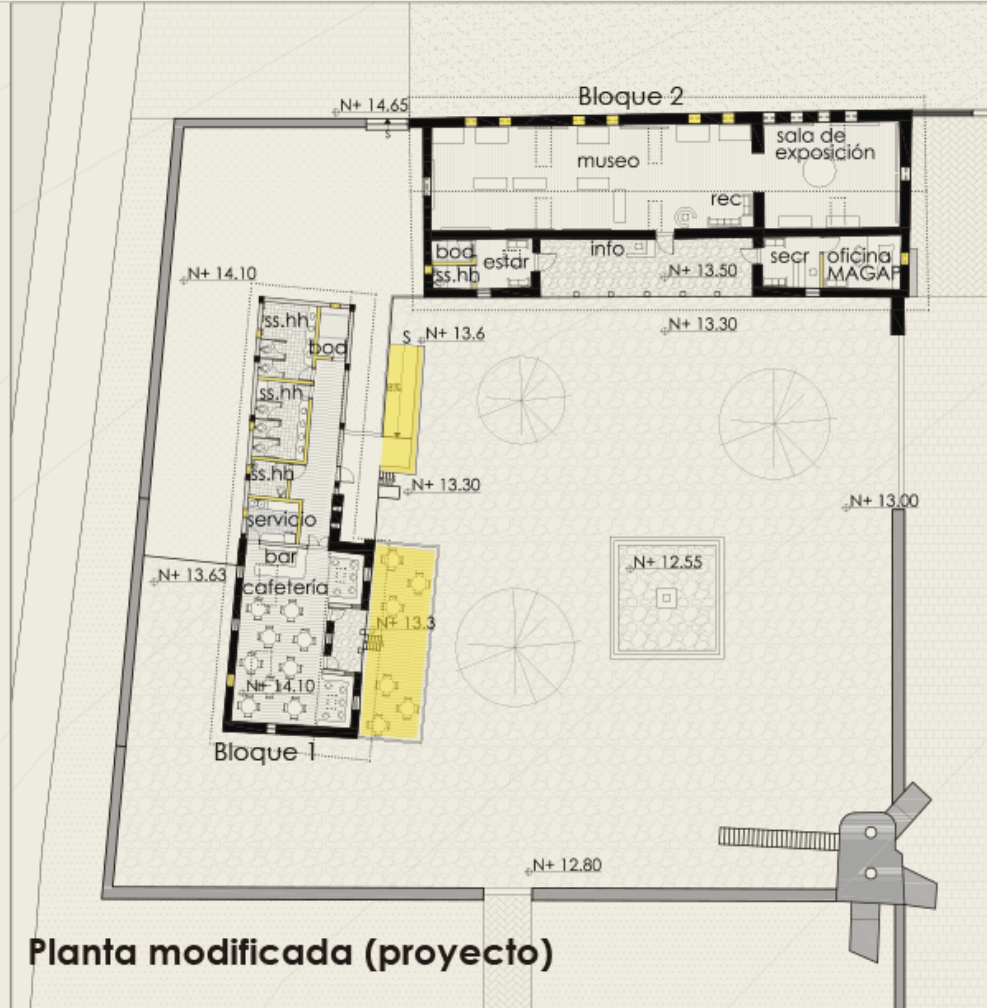 Bloque 2
N+ 14.65
S
sala de
exposición
museo
rec
info
bod
estar
secr
oficina
ss.hh
MAGAP
N+ 13.50
N+ 14.10
N+ 13.30
ss.hh
S
N+ 13.6
bod
8%
ss.hh
ss.hh
N+ 13.30
N+ 13.00
servicio
bar
N+ 12.55
N+ 13.63
cafetería
N+ 13.3
N+ 14.10
Bloque 1
N+ 12.80
Planta modificada (proyecto)